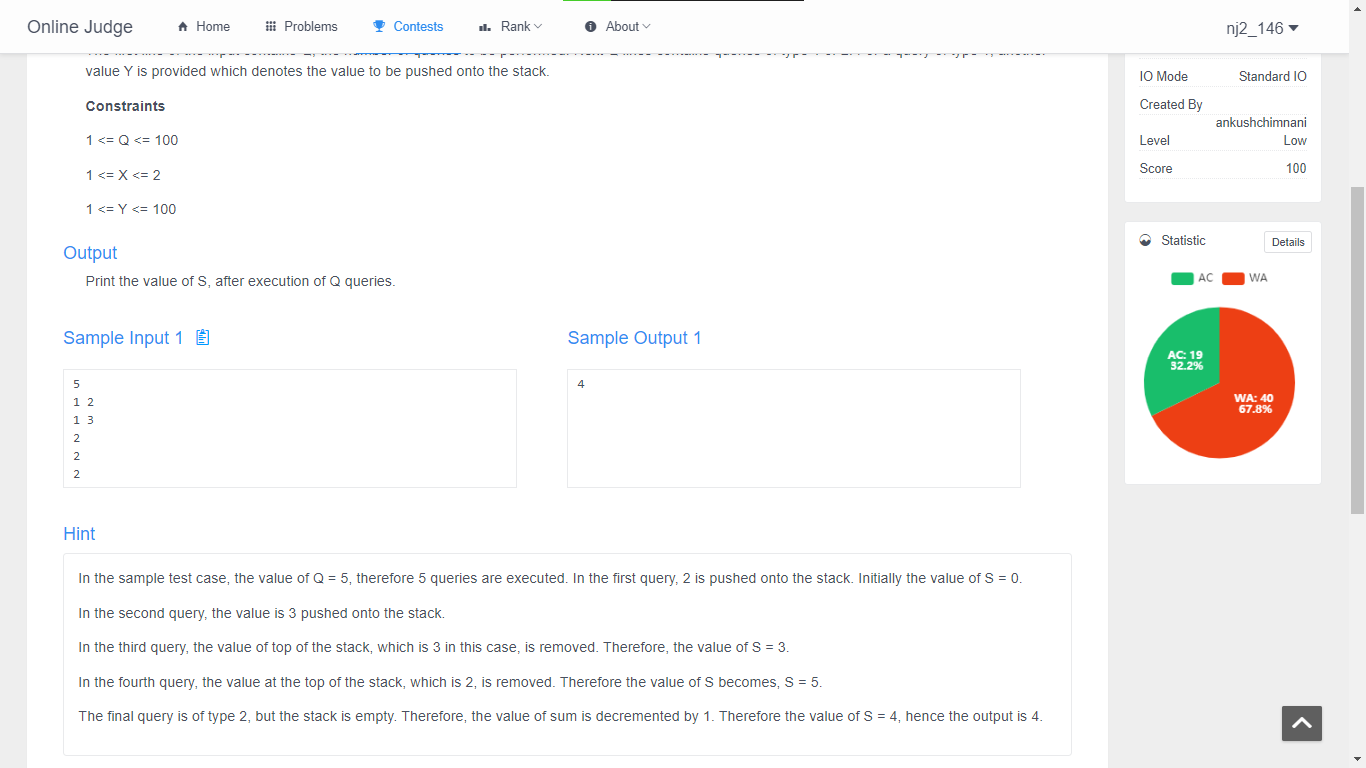 Online Judge
Home
Problems
Contests
Rank
About
nj2_146
value Y is provided which denotes the value to be pushed onto the stack.
Constraints
1 <= Q <= 100
1 <= X <= 2
1 <= Y <= 100
Output
Print the value of S, after execution of Q queries.
Sample Input 1
5
1 2
1 3
2
2
2
Sample Output 1
4
Hint
In the sample test case, the value of Q = 5, therefore 5 queries are executed. In the first query, 2 is pushed onto the stack. Initially the value of S = 0.
In the second query, the value is 3 pushed onto the stack.
In the third query, the value of top of the stack, which is 3 in this case, is removed. Therefore, the value of S = 3.
In the fourth query, the value at the top of the stack, which is 2, is removed. Therefore the value of S becomes, S = 5.
The final query is of type 2, but the stack is empty. Therefore, the value of sum is decremented by 1. Therefore the value of S = 4, hence the output is 4.
IO Mode Standard IO
Created By
ankushchimnani
Level Low
Score 100
Statistic
Details
AC WA
AC: 19
32.2%
WA: 40
67.8%